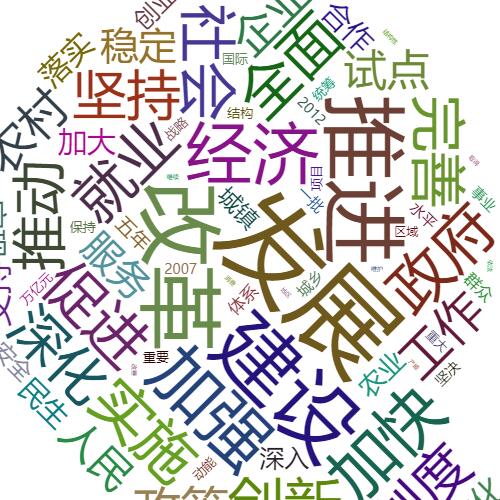 创业
社会
合作
全面
稳定
落实
坚持
国际
统筹
试点
结构
2012
战略
农村
加大
就业
经济
推进
完善
项目
一批
事业
水平
推动
改革
城镇
发展
区域
政府
保持
五年
服务
2007
城乡
体系
群众
工作
万亿元
促进
建设
重大
坚决
农业
深化
安全
民生
重要
加强
加快
实施
人民
动能
深入
创新
制度
政策